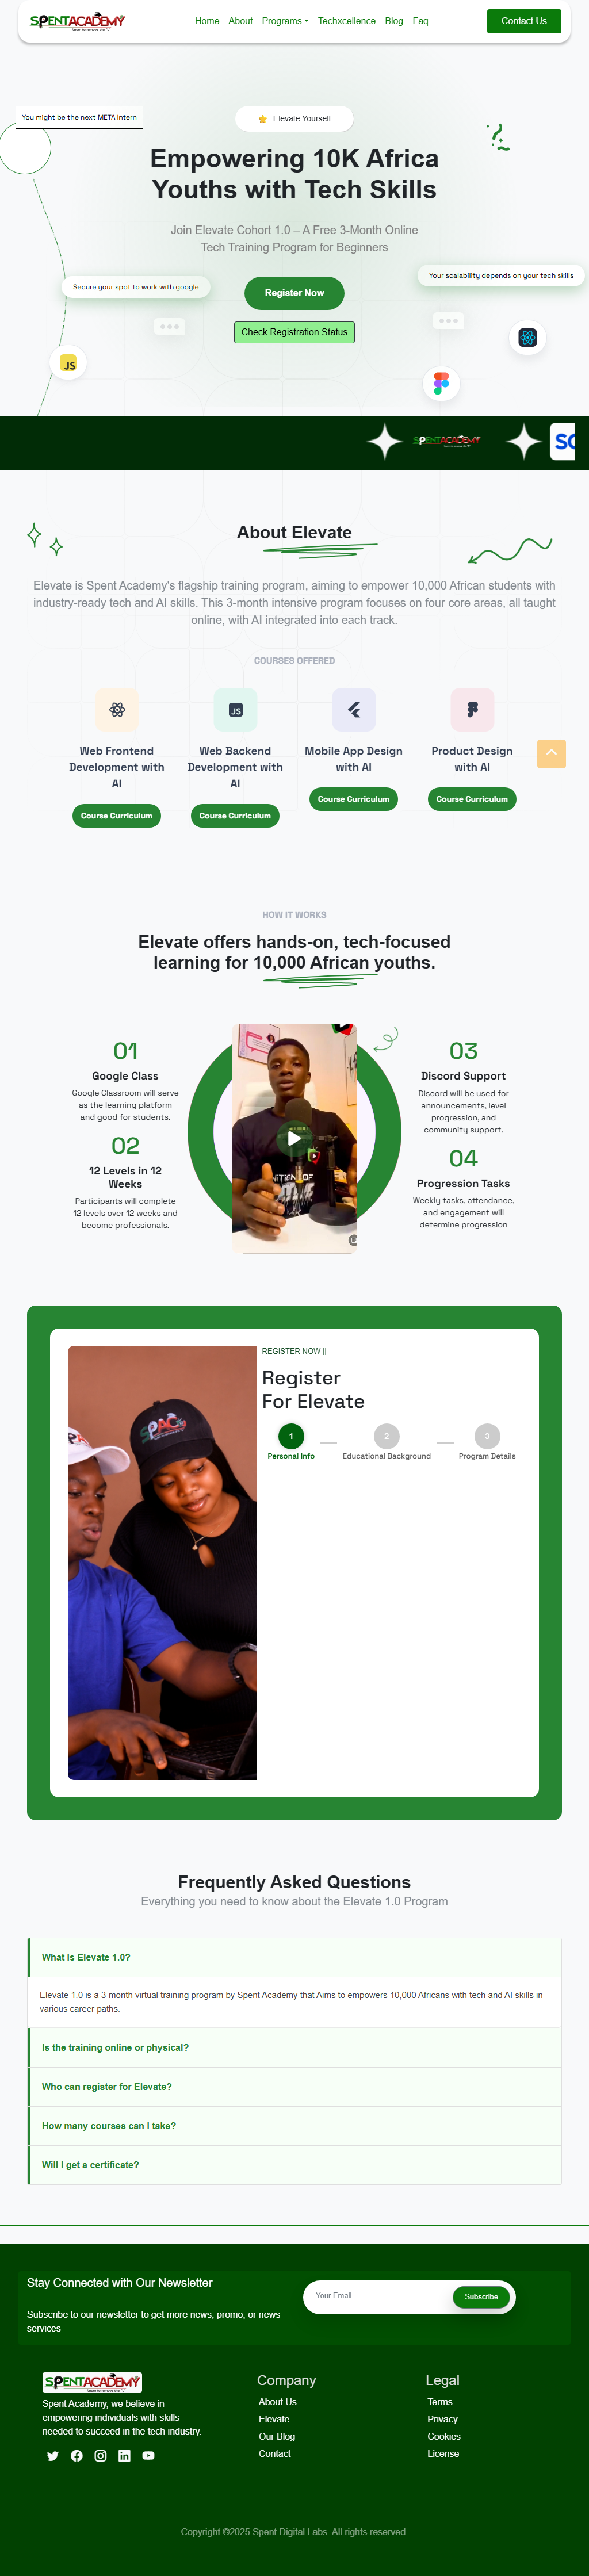 SPENTACADEMY
Learn to remove the 'L'
Home
About
Programs
Techxcellence
Blog
Faq
Contact Us
You might be the next META Intern
Elevate Yourself
Empowering 10K Africa
Youths with Tech Skills
Join Elevate Cohort 1.0 – A Free 3-Month Online
Tech Training Program for Beginners
Your scalability depends on your tech skills
Secure your spot to work with google
Register Now
Check Registration Status
JS
SPENTACADEMY
About Elevate
Elevate is Spent Academy's flagship training program, aiming to empower 10,000 African students with
industry-ready tech and AI skills. This 3-month intensive program focuses on four core areas, all taught
online, with AI integrated into each track.
COURSES OFFERED
JS
Web Frontend
Development with
AI
Course Curriculum
Web Backend
Development with
AI
Course Curriculum
Mobile App Design
with AI
Course Curriculum
Product Design
with AI
Course Curriculum
HOW IT WORKS
Elevate offers hands-on, tech-focused
learning for 10,000 African youths.
01
Google Class
Google Classroom will serve
as the learning platform
and good for students.
02
12 Levels in 12
Weeks
Participants will complete
12 levels over 12 weeks and
become professionals.
03
Discord Support
Discord will be used for
announcements, level
progression, and
community support.
04
Progression Tasks
Weekly tasks, attendance,
and engagement will
determine progression
REGISTER NOW ||
Register
For Elevate
1
2
3
Personal Info
Educational Background
Program Details
Frequently Asked Questions
Everything you need to know about the Elevate 1.0 Program
What is Elevate 1.0?
Elevate 1.0 is a 3-month virtual training program by Spent Academy that Aims to empowers 10,000 Africans with tech and AI skills in
various career paths.
Is the training online or physical?
Who can register for Elevate?
How many courses can I take?
Will I get a certificate?
Stay Connected with Our Newsletter
Subscribe to our newsletter to get more news, promo, or news
services
Your Email
Subscribe
SPENTACADEMY
Learn to remove the 'L'
Spent Academy, we believe in
empowering individuals with skills
needed to succeed in the tech industry.
Company
About Us
Elevate
Our Blog
Contact
Legal
Terms
Privacy
Cookies
License
Copyright ©2025 Spent Digital Labs. All rights reserved.